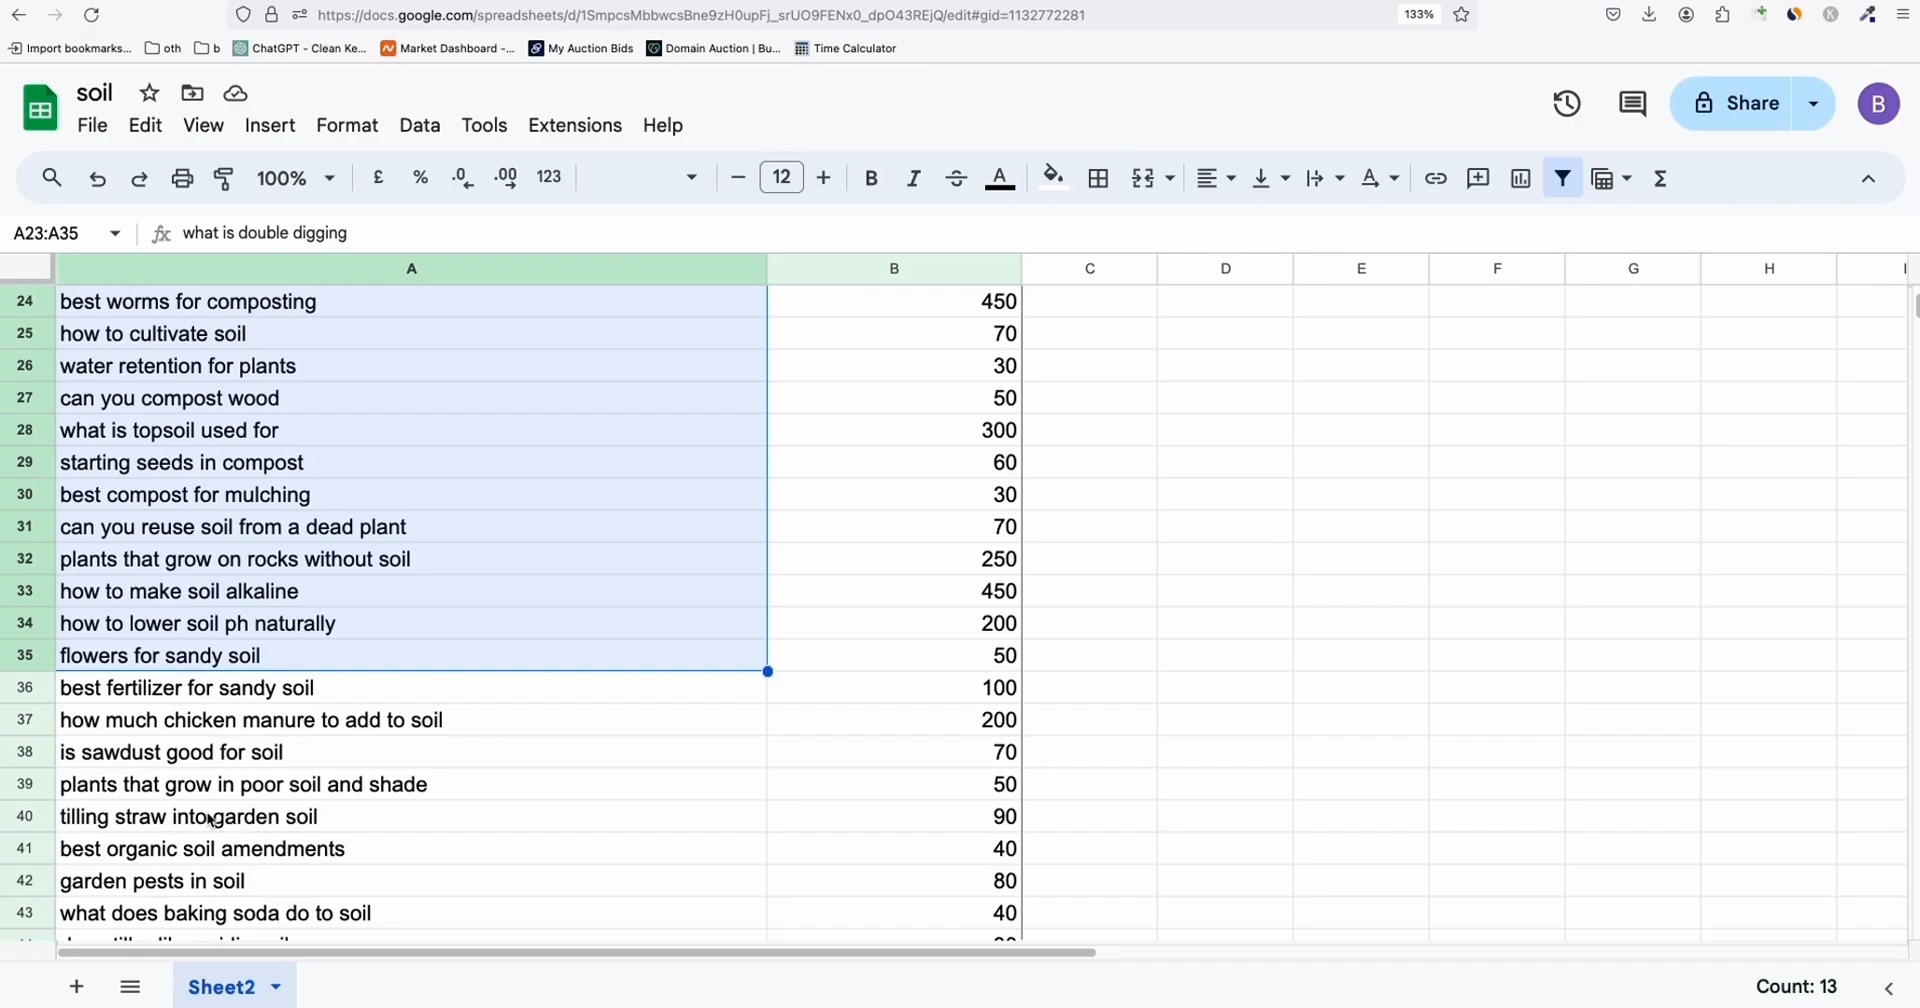 https://docs.google.com/spreadsheets/d/1SmpcsMbbwcsBne9zH0upFj_srUO9FENx0_dpO43REjQ/edit#gid=1132772281
133%
Import bookmarks...
oth
b
ChatGPT - Clean Ke...
Market Dashboard -...
My Auction Bids
Domain Auction | Bu...
Time Calculator
soil
File Edit View Insert Format Data Tools Extensions Help
Share
B
100%
£
%
.0
.00
123
12
B
I
A
A23:A35
fx what is double digging
A B C D E F G H I
24 best worms for composting 450
25 how to cultivate soil 70
26 water retention for plants 30
27 can you compost wood 50
28 what is topsoil used for 300
29 starting seeds in compost 60
30 best compost for mulching 30
31 can you reuse soil from a dead plant 70
32 plants that grow on rocks without soil 250
33 how to make soil alkaline 450
34 how to lower soil ph naturally 200
35 flowers for sandy soil 50
36 best fertilizer for sandy soil 100
37 how much chicken manure to add to soil 200
38 is sawdust good for soil 70
39 plants that grow in poor soil and shade 50
40 tilling straw into garden soil 90
41 best organic soil amendments 40
42 garden pests in soil 80
43 what does baking soda do to soil 40
Sheet2
Count: 13